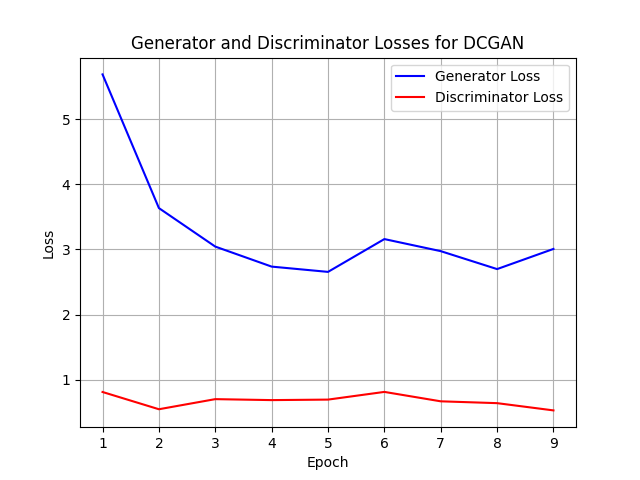 Generator and Discriminator Losses for DCGAN
Generator Loss
Discriminator Loss
Loss
5
4
3
2
1
1 2 3 4 5 6 7 8 9
Epoch